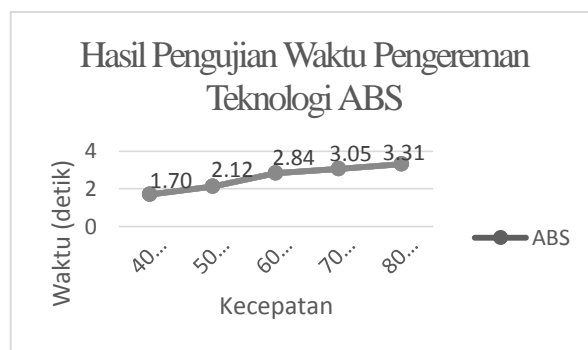 Hasil Pengujian Waktu Pengereman
Teknologi ABS
Waktu (detik)
4
2
0
1.70
2.12
2.84
3.05
3.31
40...
50...
60...
70...
80...
Kecepatan
ABS